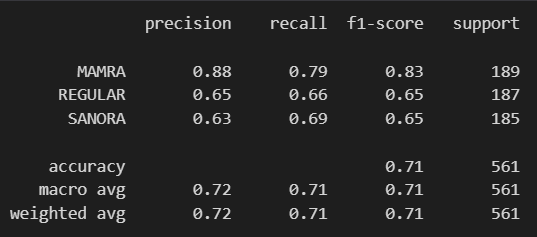 precision recall f1-score support
MAMRA 0.88 0.79 0.83 189
REGULAR 0.65 0.66 0.65 187
SANORA 0.63 0.69 0.65 185
accuracy 0.71 561
macro avg 0.72 0.71 0.71 561
weighted avg 0.72 0.71 0.71 561